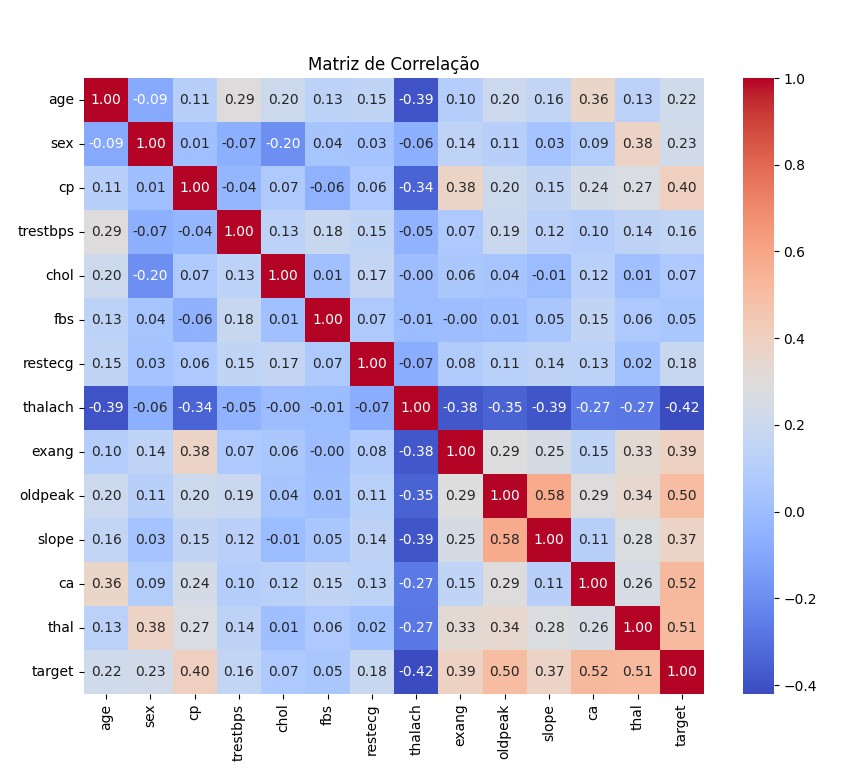 Matriz de Correlação
age 1.00 -0.09 0.11 0.29 0.20 0.13 0.15 -0.39 0.10 0.20 0.16 0.36 0.13 0.22
sex -0.09 1.00 0.01 -0.07 -0.20 0.04 0.03 -0.06 0.14 0.11 0.03 0.09 0.38 0.23
cp 0.11 0.01 1.00 -0.04 0.07 -0.06 0.06 -0.34 0.38 0.20 0.15 0.24 0.27 0.40
trestbps 0.29 -0.07 -0.04 1.00 0.13 0.18 0.15 -0.05 0.07 0.19 0.12 0.10 0.14 0.16
chol 0.20 -0.20 0.07 0.13 1.00 0.01 0.17 -0.00 0.06 0.04 -0.01 0.12 0.01 0.07
fbs 0.13 0.04 -0.06 0.18 0.01 1.00 0.07 -0.01 -0.00 0.01 0.05 0.15 0.06 0.05
restecg 0.15 0.03 0.06 0.15 0.17 0.07 1.00 -0.07 0.08 0.11 0.14 0.13 0.02 0.18
thalach -0.39 -0.06 -0.34 -0.05 -0.00 -0.01 -0.07 1.00 -0.38 -0.35 -0.39 -0.27 -0.27 -0.42
exang 0.10 0.14 0.38 0.07 0.06 -0.00 0.08 -0.38 1.00 0.29 0.25 0.15 0.33 0.39
oldpeak 0.20 0.11 0.20 0.19 0.04 0.01 0.11 -0.35 0.29 1.00 0.58 0.29 0.34 0.50
slope 0.16 0.03 0.15 0.12 -0.01 0.05 0.14 -0.39 0.25 0.58 1.00 0.11 0.28 0.37
ca 0.36 0.09 0.24 0.10 0.12 0.15 0.13 -0.27 0.15 0.29 0.11 1.00 0.26 0.52
thal 0.13 0.38 0.27 0.14 0.01 0.06 0.02 -0.27 0.33 0.34 0.28 0.26 1.00 0.51
target 0.22 0.23 0.40 0.16 0.07 0.05 0.18 -0.42 0.39 0.50 0.37 0.52 0.51 1.00
age sex cp trestbps chol fbs restecg thalach exang oldpeak slope ca thal target
1.0
0.8
0.6
0.4
0.2
0.0
−0.2
−0.4